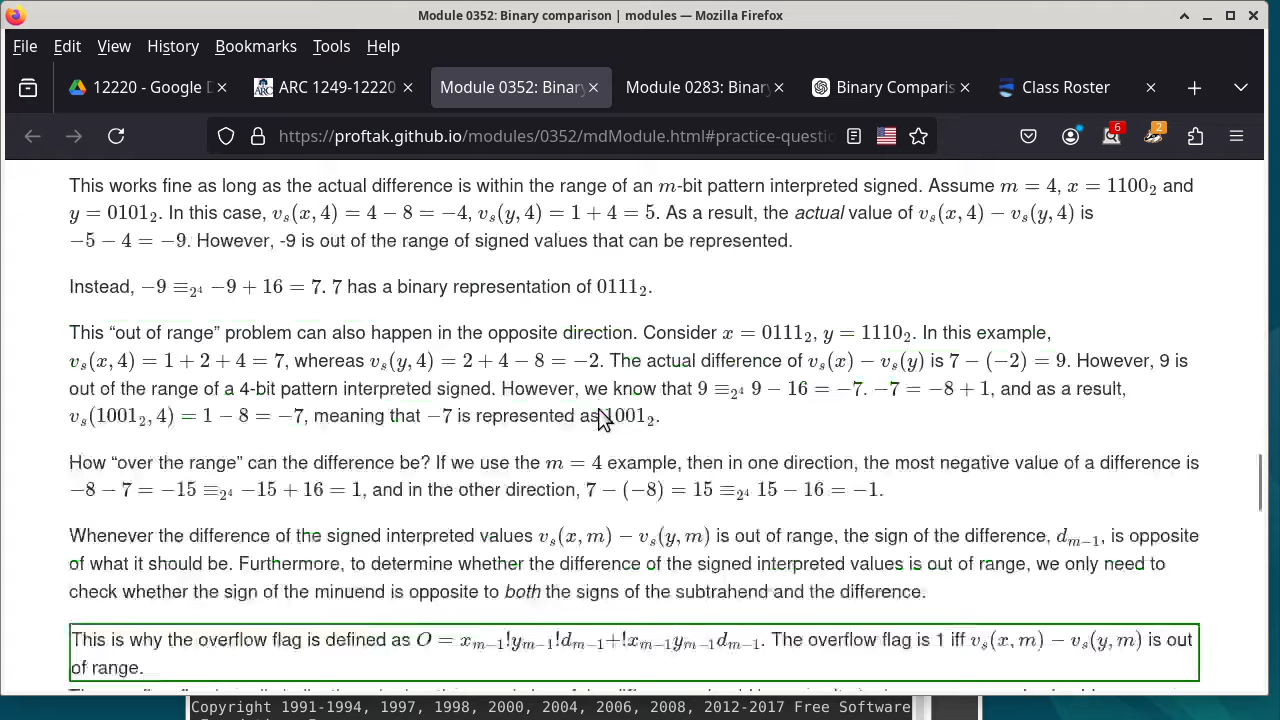 Module 0352: Binary comparison | modules — Mozilla Firefox
File Edit View History Bookmarks Tools Help
12220 - Google D ARC 1249-12220 Module 0352: Binary Module 0283: Binary Binary Comparis Class Roster
https://proftak.github.io/modules/0352/mdModule.html#practice-questio 6 2
This works fine as long as the actual difference is within the range of an m-bit pattern interpreted signed. Assume m = 4, x = 1100₂ and
y = 0101₂. In this case, vₛ(x, 4) = 4 − 8 = −4, vₛ(y, 4) = 1 + 4 = 5. As a result, the actual value of vₛ(x, 4) − vₛ(y, 4) is
−5 − 4 = −9. However, -9 is out of the range of signed values that can be represented.
Instead, −9 ≡_{2⁴} −9 + 16 = 7. 7 has a binary representation of 0111₂.
This “out of range” problem can also happen in the opposite direction. Consider x = 0111₂, y = 1110₂. In this example,
vₛ(x, 4) = 1 + 2 + 4 = 7, whereas vₛ(y, 4) = 2 + 4 − 8 = −2. The actual difference of vₛ(x) − vₛ(y) is 7 − (−2) = 9. However, 9 is
out of the range of a 4-bit pattern interpreted signed. However, we know that 9 ≡_{2⁴} 9 − 16 = −7. −7 = −8 + 1, and as a result,
vₛ(1001₂, 4) = 1 − 8 = −7, meaning that −7 is represented as 1001₂.
How “over the range” can the difference be? If we use the m = 4 example, then in one direction, the most negative value of a difference is
−8 − 7 = −15 ≡_{2⁴} −15 + 16 = 1, and in the other direction, 7 − (−8) = 15 ≡_{2⁴} 15 − 16 = −1.
Whenever the difference of the signed interpreted values vₛ(x, m) − vₛ(y, m) is out of range, the sign of the difference, d_{m−1}, is opposite
of what it should be. Furthermore, to determine whether the difference of the signed interpreted values is out of range, we only need to
check whether the sign of the minuend is opposite to both the signs of the subtrahend and the difference.
This is why the overflow flag is defined as O = x_{m−1}!y_{m−1}!d_{m−1}+!x_{m−1}y_{m−1}d_{m−1}. The overflow flag is 1 iff vₛ(x, m) − vₛ(y, m) is out
of range.
Copyright 1991-1994, 1997, 1998, 2000, 2004, 2006, 2008, 2012-2017 Free Software